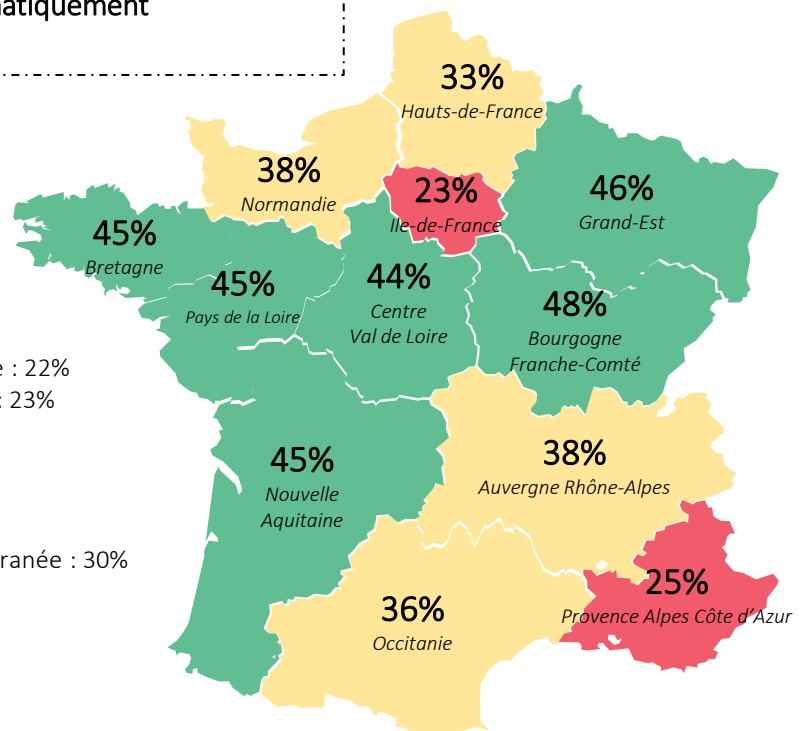 33%
Hauts-de-France
38%
Normandie
23%
Ile-de-France
46%
Grand-Est
45%
Bretagne
45%
Pays de la Loire
44%
Centre
Val de Loire
48%
Bourgogne
Franche-Comté
: 22%
: 23%
38%
Auvergne Rhône-Alpes
45%
Nouvelle
Aquitaine
: 30%
25%
Provence Alpes Côte d’Azur
36%
Occitanie